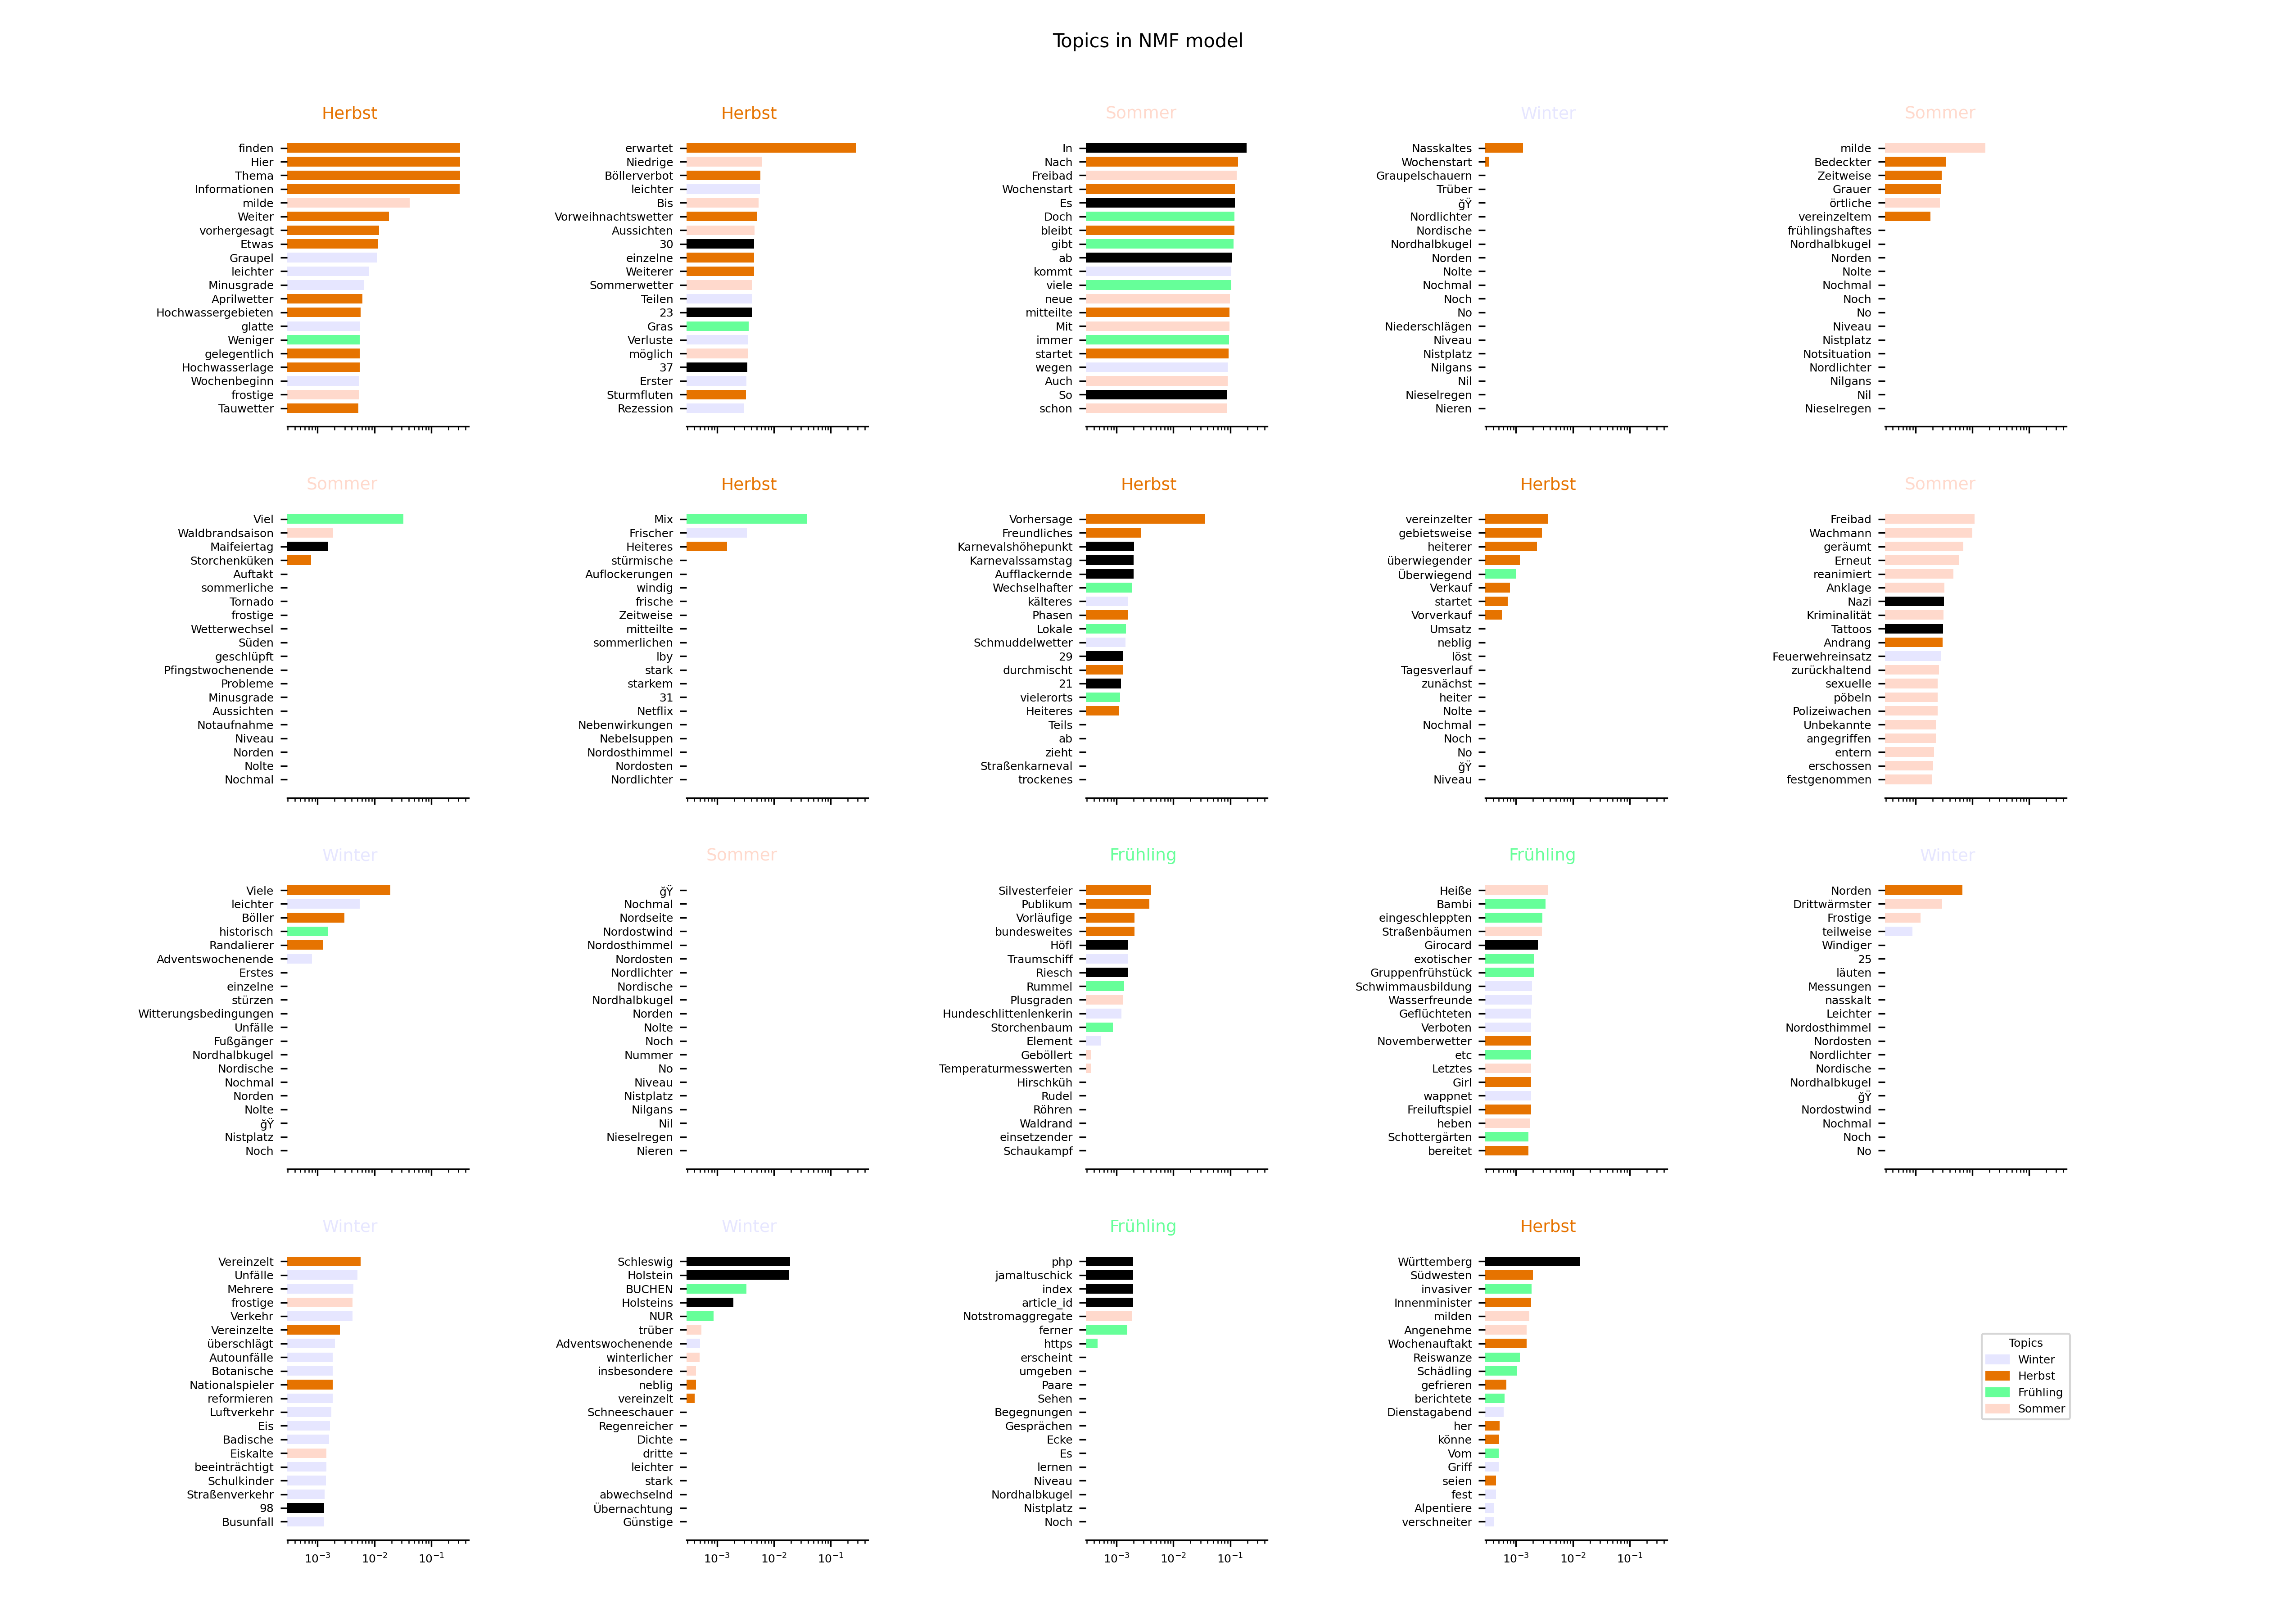 Topics in NMF model
Herbst
finden
Hier
Thema
Informationen
milde
Weiter
vorhergesagt
Etwas
Graupel
leichter
Minusgrade
Aprilwetter
Hochwassergebieten
glatte
Weniger
gelegentlich
Hochwasserlage
Wochenbeginn
frostige
Tauwetter
Herbst
erwartet
Niedrige
Böllerverbot
leichter
Bis
Vorweihnachtswetter
Aussichten
30
einzelne
Weiterer
Sommerwetter
Teilen
23
Gras
Verluste
möglich
37
Erster
Sturmfluten
Rezession
Sommer
In
Nach
Freibad
Wochenstart
Es
Doch
bleibt
gibt
ab
kommt
viele
neue
mitteilte
Mit
immer
startet
wegen
Auch
So
schon
Winter
Nasskaltes
Wochenstart
Graupelschauern
Trüber
ğŸ
Nordlichter
Nordische
Nordhalbkugel
Norden
Nolte
Nochmal
Noch
No
Niederschlägen
Niveau
Nistplatz
Nilgans
Nil
Nieselregen
Nieren
Sommer
milde
Bedeckter
Zeitweise
Grauer
örtliche
vereinzeltem
frühlingshaftes
Nordhalbkugel
Norden
Nolte
Nochmal
Noch
No
Niveau
Nistplatz
Notsituation
Nordlichter
Nilgans
Nil
Nieselregen
Sommer
Viel
Waldbrandsaison
Maifeiertag
Storchenküken
Auftakt
sommerliche
Tornado
frostige
Wetterwechsel
Süden
geschlüpft
Pfingstwochenende
Probleme
Minusgrade
Aussichten
Notaufnahme
Niveau
Norden
Nolte
Nochmal
Herbst
Mix
Frischer
Heiteres
stürmische
Auflockerungen
windig
frische
Zeitweise
mitteilte
sommerlichen
lby
stark
starkem
31
Netflix
Nebenwirkungen
Nebelsuppen
Nordosthimmel
Nordosten
Nordlichter
Herbst
Vorhersage
Freundliches
Karnevalshöhepunkt
Karnevalssamstag
Aufflackernde
Wechselhafter
kälteres
Phasen
Lokale
Schmuddelwetter
29
durchmischt
21
vielerorts
Heiteres
Teils
ab
zieht
Straßenkarneval
trockenes
Herbst
vereinzelter
gebietsweise
heiterer
überwiegender
Überwiegend
Verkauf
startet
Vorverkauf
Umsatz
neblig
löst
Tagesverlauf
zunächst
heiter
Nolte
Nochmal
Noch
No
ğŸ
Niveau
Sommer
Freibad
Wachmann
geräumt
Erneut
reanimiert
Anklage
Nazi
Kriminalität
Tattoos
Andrang
Feuerwehreinsatz
zurückhaltend
sexuelle
pöbeln
Polizeiwachen
Unbekannte
angegriffen
entern
erschossen
festgenommen
Winter
Viele
leichter
Böller
historisch
Randalierer
Adventswochenende
Erstes
einzelne
stürzen
Witterungsbedingungen
Unfälle
Fußgänger
Nordhalbkugel
Nordische
Nochmal
Norden
Nolte
ğŸ
Nistplatz
Noch
Sommer
ğŸ
Nochmal
Nordseite
Nordostwind
Nordosthimmel
Nordosten
Nordlichter
Nordische
Nordhalbkugel
Norden
Nolte
Noch
Nummer
No
Niveau
Nistplatz
Nilgans
Nil
Nieselregen
Nieren
Frühling
Silvesterfeier
Publikum
Vorläufige
bundesweites
Höfl
Traumschiff
Riesch
Rummel
Plusgraden
Hundeschlittenlenkerin
Storchenbaum
Element
Geböllert
Temperaturmesswerten
Hirschküh
Rudel
Röhren
Waldrand
einsetzender
Schaukampf
Frühling
Heiße
Bambi
eingeschleppten
Straßenbäumen
Girocard
exotischer
Gruppenfrühstück
Schwimmausbildung
Wasserfreunde
Geflüchteten
Verboten
Novemberwetter
etc
Letztes
Girl
wappnet
Freiluftspiel
heben
Schottergärten
bereitet
Winter
Norden
Drittwärmster
Frostige
teilweise
Windiger
25
läuten
Messungen
nasskalt
Leichter
Nordosthimmel
Nordosten
Nordlichter
Nordische
Nordhalbkugel
ğŸ
Nordostwind
Nochmal
Noch
No
Winter
Vereinzelt
Unfälle
Mehrere
frostige
Verkehr
Vereinzelte
überschlägt
Autounfälle
Botanische
Nationalspieler
reformieren
Luftverkehr
Eis
Badische
Eiskalte
beeinträchtigt
Schulkinder
Straßenverkehr
98
Busunfall
10⁻³ 10⁻² 10⁻¹
Winter
Schleswig
Holstein
BUCHEN
Holsteins
NUR
trüber
Adventswochenende
winterlicher
insbesondere
neblig
vereinzelt
Schneeschauer
Regenreicher
Dichte
dritte
leichter
stark
abwechselnd
Übernachtung
Günstige
10⁻³ 10⁻² 10⁻¹
Frühling
php
jamaltuschick
index
article_id
Notstromaggregate
ferner
https
erscheint
umgeben
Paare
Sehen
Begegnungen
Gesprächen
Ecke
Es
lernen
Niveau
Nordhalbkugel
Nistplatz
Noch
10⁻³ 10⁻² 10⁻¹
Herbst
Württemberg
Südwesten
invasiver
Innenminister
milden
Angenehme
Wochenauftakt
Reiswanze
Schädling
gefrieren
berichtete
Dienstagabend
her
könne
Vom
Griff
seien
fest
Alpentiere
verschneiter
10⁻³ 10⁻² 10⁻¹
Topics
Winter
Herbst
Frühling
Sommer